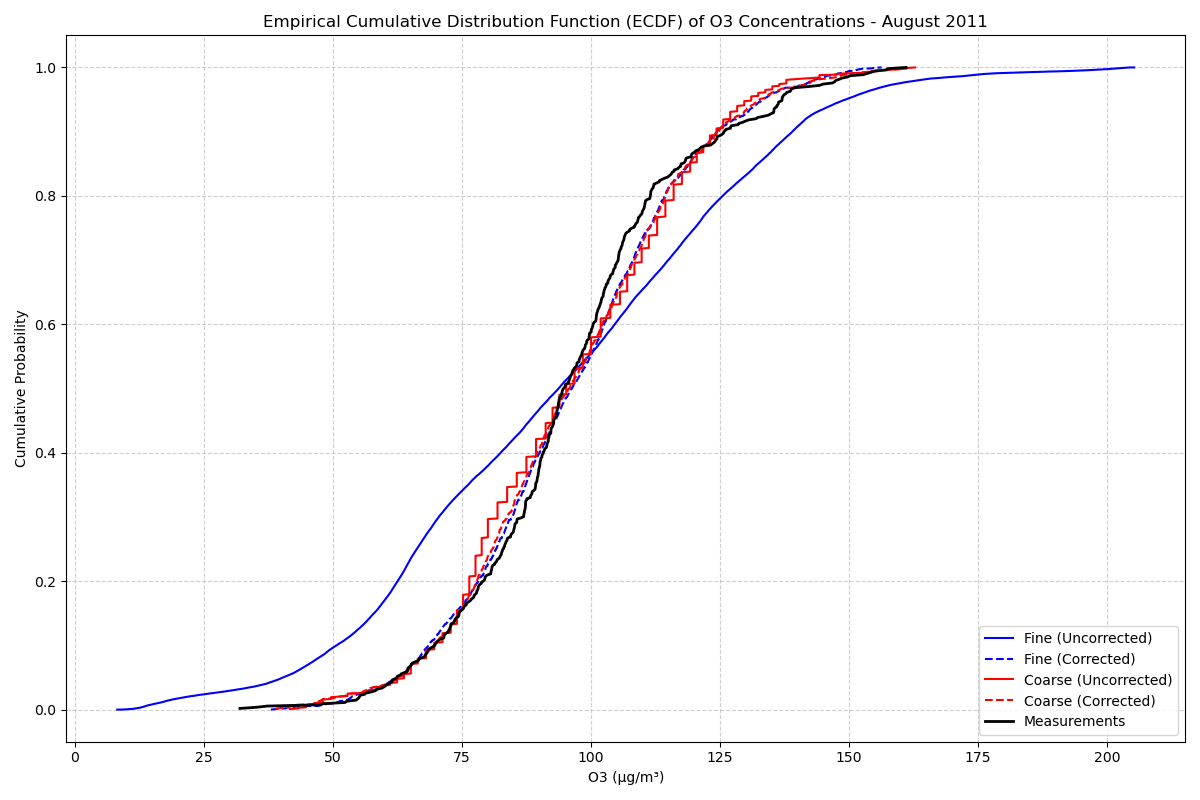 Empirical Cumulative Distribution Function (ECDF) of O3 Concentrations - August 2011
Cumulative Probability
1.0
0.8
0.6
0.4
0.2
0.0
0 25 50 75 100 125 150 175 200
O3 (μg/m³)
Fine (Uncorrected)
Fine (Corrected)
Coarse (Uncorrected)
Coarse (Corrected)
Measurements